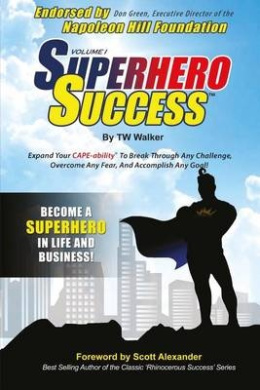 Endorsed by Don Green, Executive Director of the
Napoleon Hill Foundation
VOLUME I
SUPERHERO
SUCCESS™
By TW Walker
Expand Your CAPE-ability* To Break Through Any Challenge,
Overcome Any Fear, And Accomplish Any Goal!
BECOME A
SUPERHERO
IN LIFE AND
BUSINESS!
Foreword by Scott Alexander
Best Selling Author of the Classic 'Rhinocerous Success' Series